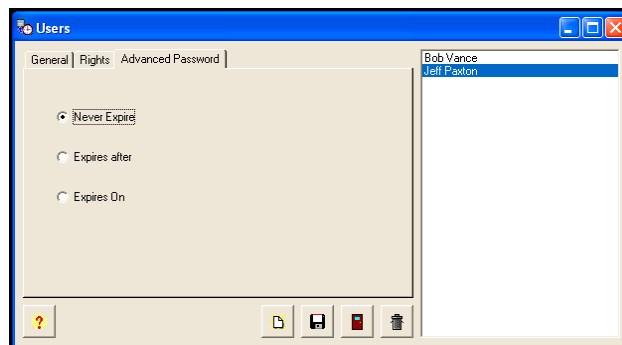 Users
General Rights Advanced Password
Never Expire
Expires after
Expires On
Bob Vance
Jeff Paxton
?